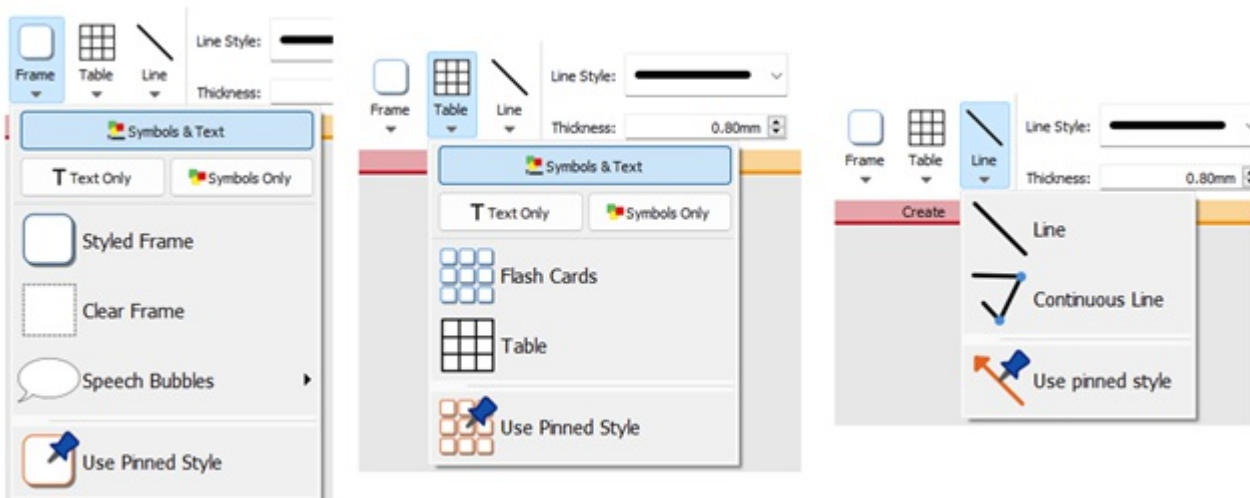 Frame
Table
Line
Line Style:
Thickness:
Symbols & Text
T Text Only
Symbols Only
Styled Frame
Clear Frame
Speech Bubbles
Use Pinned Style
Frame
Table
Line
Line Style:
Thickness:
0.80mm
Symbols & Text
T Text Only
Symbols Only
Flash Cards
Table
Use Pinned Style
Frame
Table
Line
Line Style:
Thickness:
0.80mm
Create
Line
Continuous Line
Use pinned style